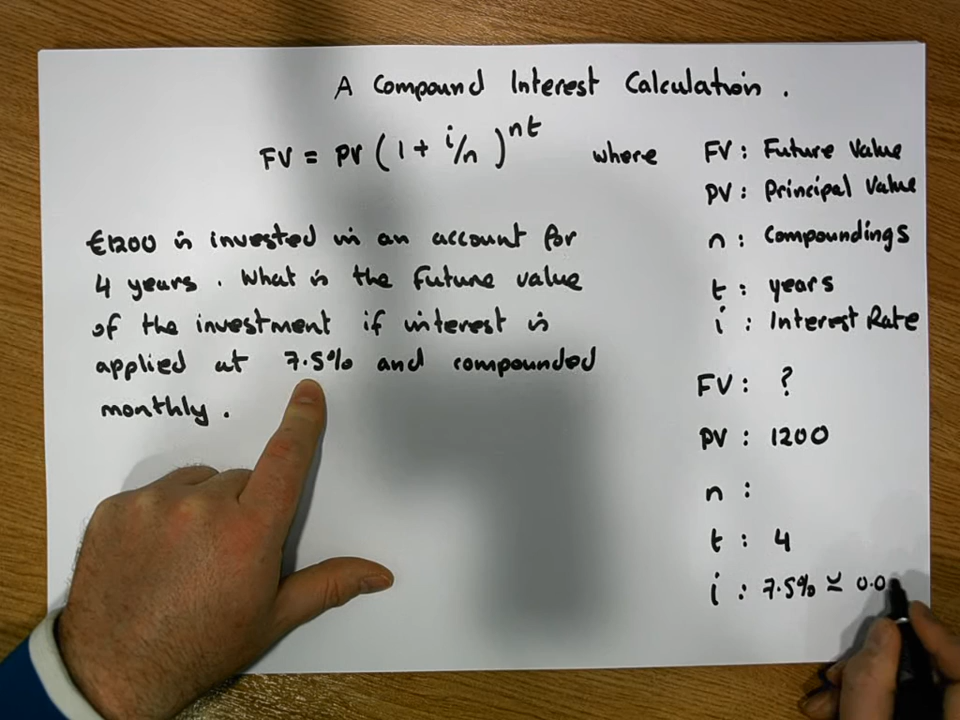 A Compound Interest Calculation.
FV = PV (1 + i/n)^nt where
FV : Future Value
PV : Principal Value
n : Compoundings
t : years
i : Interest Rate
€1200 is invested in an account for
4 years. What is the future value
of the investment if interest is
applied at 7.5% and compounded
monthly.
FV : ?
PV : 1200
n :
t : 4
i : 7.5% ≌ 0.0